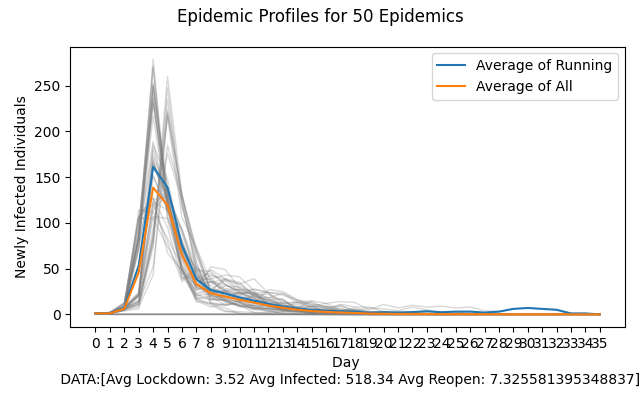 Epidemic Profiles for 50 Epidemics
Newly Infected Individuals
250
200
150
100
50
0
Average of Running
Average of All
0 1 2 3 4 5 6 7 8 9 10 11 12 13 14 15 16 17 18 19 20 21 22 23 24 25 26 27 28 29 30 31 32 33 34 35
Day
DATA:[Avg Lockdown: 3.52 Avg Infected: 518.34 Avg Reopen: 7.325581395348837]